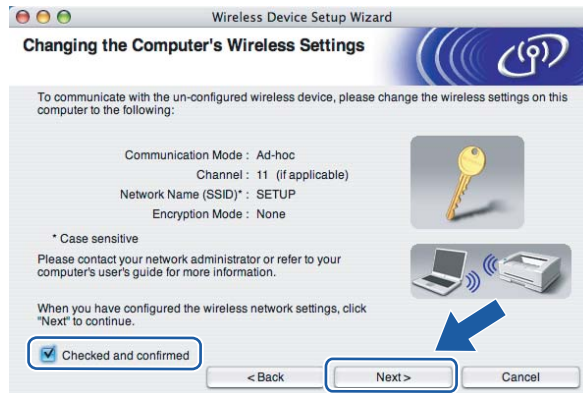 Wireless Device Setup Wizard
Changing the Computer's Wireless Settings
To communicate with the un-configured wireless device, please change the wireless settings on this
computer to the following:
Communication Mode : Ad-hoc
Channel : 11 (if applicable)
Network Name (SSID)* : SETUP
Encryption Mode : None
* Case sensitive
Please contact your network administrator or refer to your
computer's user's guide for more information.
When you have configured the wireless network settings, click
"Next" to continue.
Checked and confirmed
< Back Next > Cancel